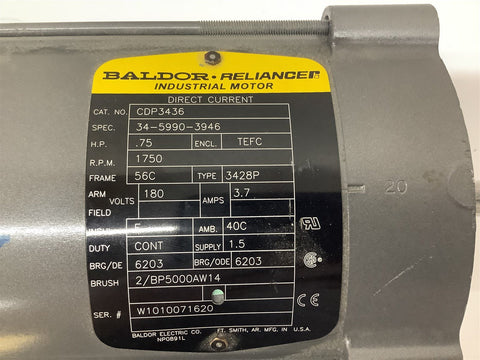 BALDOR • RELIANCE
INDUSTRIAL MOTOR
DIRECT CURRENT
CAT. NO. CDP3436
SPEC. 34-5990-3946
H.P. .75 ENCL. TEFC
R.P.M. 1750
FRAME 56C TYPE 3428P
ARM VOLTS 180 AMPS 3.7
FIELD
F AMB. 40C
DUTY CONT SUPPLY 1.5
BRG/DE 6203 BRG/ODE 6203
BRUSH 2/BP5000AW14
SER. # W1010071620
BALDOR ELECTRIC CO. FT. SMITH, AR. MFG. IN U.S.A.
NP0891L
20